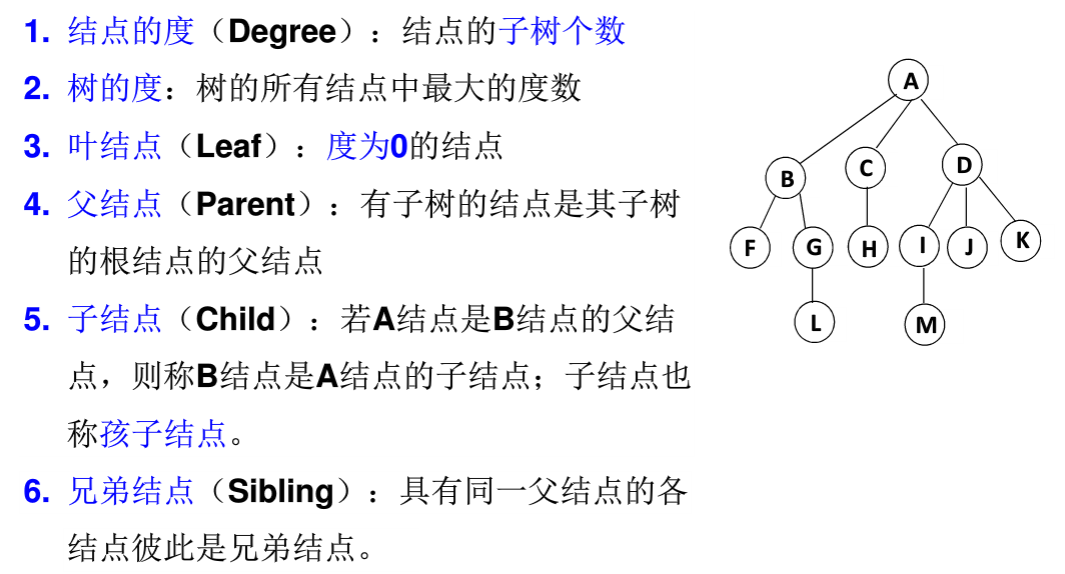 1. 结点的度（Degree）：结点的子树个数
2. 树的度：树的所有结点中最大的度数
3. 叶结点（Leaf）：度为0的结点
4. 父结点（Parent）：有子树的结点是其子树
的根结点的父结点
5. 子结点（Child）：若A结点是B结点的父结
点，则称B结点是A结点的子结点；子结点也
称孩子结点。
6. 兄弟结点（Sibling）：具有同一父结点的各
结点彼此是兄弟结点。
A
B C D
F G H I J K
L M